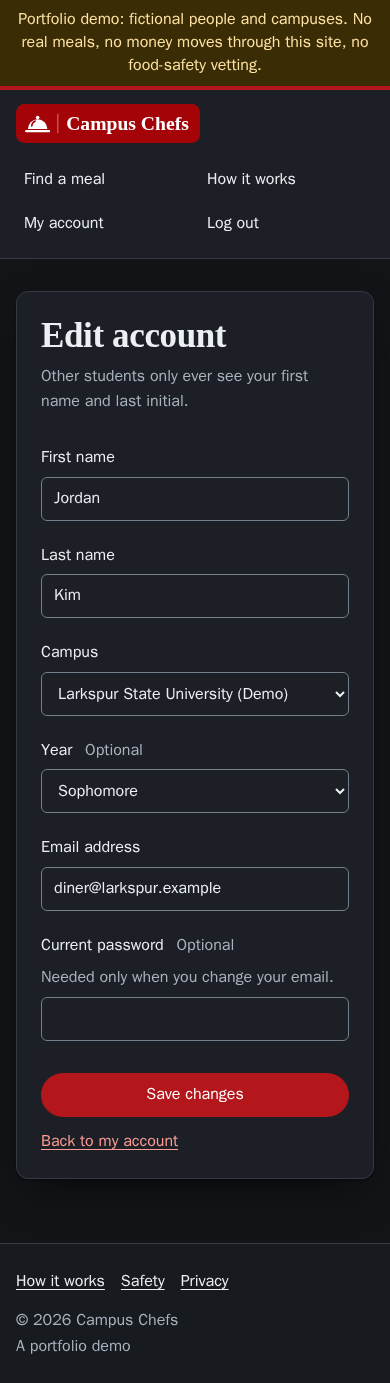 Portfolio demo: fictional people and campuses. No
real meals, no money moves through this site, no
food-safety vetting.
Campus Chefs
Find a meal
How it works
My account
Log out
Edit account
Other students only ever see your first
name and last initial.
First name
Jordan
Last name
Kim
Campus
Larkspur State University (Demo)
Year Optional
Sophomore
Email address
diner@larkspur.example
Current password Optional
Needed only when you change your email.
Save changes
Back to my account
How it works Safety Privacy
© 2026 Campus Chefs
A portfolio demo